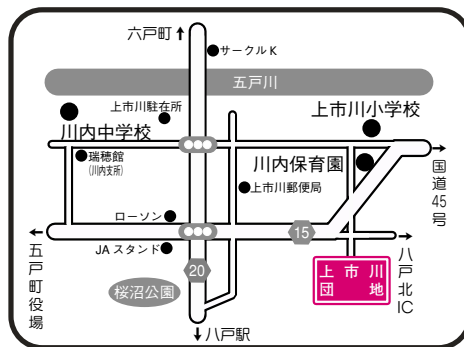 六戸町
サークルK
五戸川
上市川駐在所
上市川小学校
川内中学校
瑞穂館
(川内支所)
川内保育園
国道45号
上市川郵便局
ローソン
15
JAスタンド
五戸町役場
20
上市川
団地
八戸北IC
桜沼公園
八戸駅